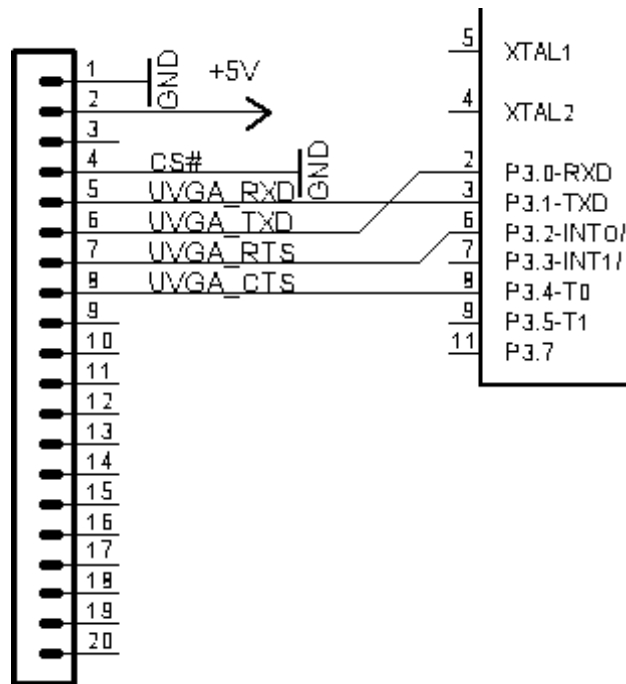 1
GND
+5V
2
3
4
CS#
GND
5
UVGA_RXD
6
UVGA_TXD
7
UVGA_RTS
8
UVGA_CTS
9
10
11
12
13
14
15
16
17
18
19
20
5 XTAL1
4 XTAL2
2 P3.0-RXD
3 P3.1-TXD
6 P3.2-INT0/
7 P3.3-INT1/
8 P3.4-T0
9 P3.5-T1
11 P3.7